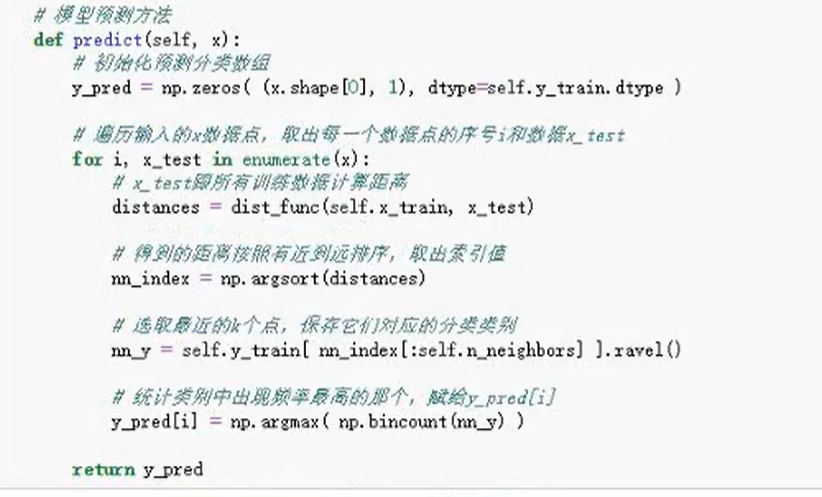 # 模型预测方法
def predict(self, x):
# 初始化预测分类数组
y_pred = np.zeros( (x.shape[0], 1), dtype=self.y_train.dtype )
# 遍历输入的x数据点，取出每一个数据点的序号i和数据x_test
for i, x_test in enumerate(x):
# x_test跟所有训练数据计算距离
distances = dist_func(self.x_train, x_test)
# 得到的距离按照有近到远排序，取出索引值
nn_index = np.argsort(distances)
# 选取最近的k个点，保存它们对应的分类类别
nn_y = self.y_train[ nn_index[:self.n_neighbors] ].ravel()
# 统计类别中出现频率最高的那个，赋给y_pred[i]
y_pred[i] = np.argmax( np.bincount(nn_y) )
return y_pred